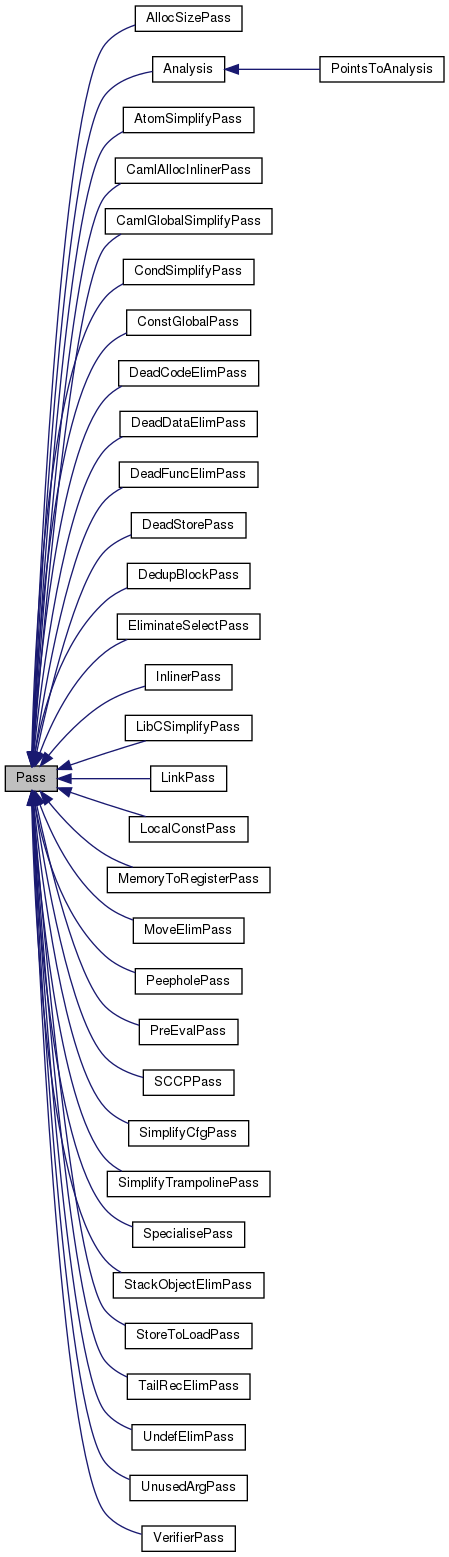 AllocSizePass
Analysis
PointsToAnalysis
AtomSimplifyPass
CamlAllocInlinerPass
CamlGlobalSimplifyPass
CondSimplifyPass
ConstGlobalPass
DeadCodeElimPass
DeadDataElimPass
DeadFuncElimPass
DeadStorePass
DedupBlockPass
EliminateSelectPass
InlinerPass
LibCSimplifyPass
Pass
LinkPass
LocalConstPass
MemoryToRegisterPass
MoveElimPass
PeepholePass
PreEvalPass
SCCPPass
SimplifyCfgPass
SimplifyTrampolinePass
SpecialisePass
StackObjectElimPass
StoreToLoadPass
TailRecElimPass
UndefElimPass
UnusedArgPass
VerifierPass